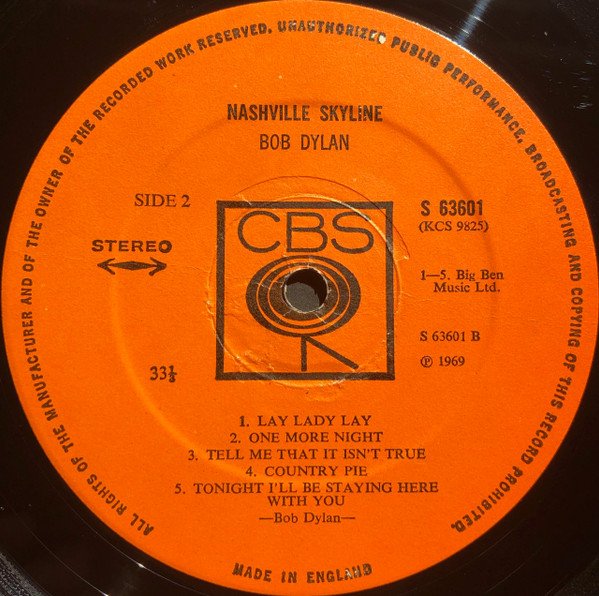 ALL RIGHTS OF THE MANUFACTURER AND OF THE OWNER OF THE RECORDED WORK RESERVED. UNAUTHORIZED PUBLIC PERFORMANCE, BROADCASTING AND COPYING OF THIS RECORD PROHIBITED.
NASHVILLE SKYLINE
BOB DYLAN
SIDE 2
STEREO
33⅓
CBS
S 63601
(KCS 9825)
1—5. Big Ben
Music Ltd.
S 63601 B
℗ 1969
1. LAY LADY LAY
2. ONE MORE NIGHT
3. TELL ME THAT IT ISN'T TRUE
4. COUNTRY PIE
5. TONIGHT I'LL BE STAYING HERE
WITH YOU
—Bob Dylan—
MADE IN ENGLAND